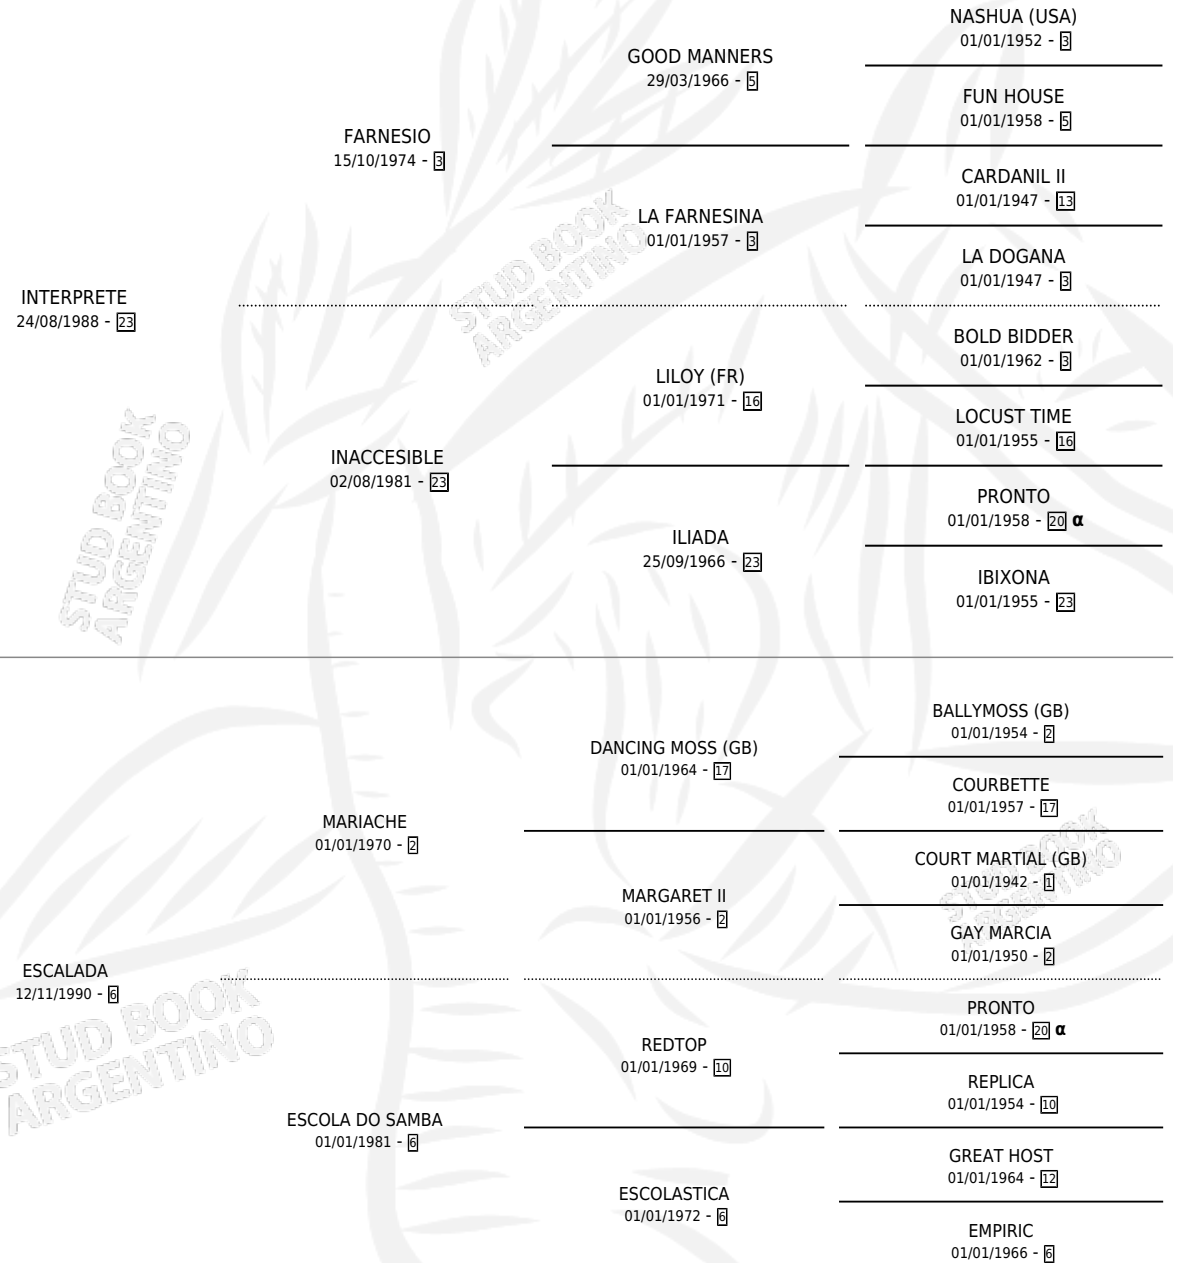 NASHUA (USA)
01/01/1952 - 3
GOOD MANNERS
29/03/1966 - 5
FUN HOUSE
01/01/1958 - 5
FARNESIO
15/10/1974 - 3
CARDANIL II
01/01/1947 - 13
LA FARNESINA
01/01/1957 - 3
LA DOGANA
01/01/1947 - 3
INTERPRETE
24/08/1988 - 23
BOLD BIDDER
01/01/1962 - 3
LILOY (FR)
01/01/1971 - 16
LOCUST TIME
01/01/1955 - 16
INACCESIBLE
02/08/1981 - 23
PRONTO
01/01/1958 - 20 α
ILIADA
25/09/1966 - 23
IBIXONA
01/01/1955 - 23
BALLYMOSS (GB)
01/01/1954 - 2
DANCING MOSS (GB)
01/01/1964 - 17
COURBETTE
01/01/1957 - 17
MARIACHE
01/01/1970 - 2
COURT MARTIAL (GB)
01/01/1942 - 1
MARGARET II
01/01/1956 - 2
GAY MARCIA
01/01/1950 - 2
ESCALADA
12/11/1990 - 6
PRONTO
01/01/1958 - 20 α
REDTOP
01/01/1969 - 10
REPLICA
01/01/1954 - 10
ESCOLA DO SAMBA
01/01/1981 - 6
GREAT HOST
01/01/1964 - 12
ESCOLASTICA
01/01/1972 - 6
EMPIRIC
01/01/1966 - 6
STUD BOOK
ARGENTINO
STUD BOOK
ARGENTINO
STUD BOOK
ARGENTINO
STUD BOOK
ARGENTINO